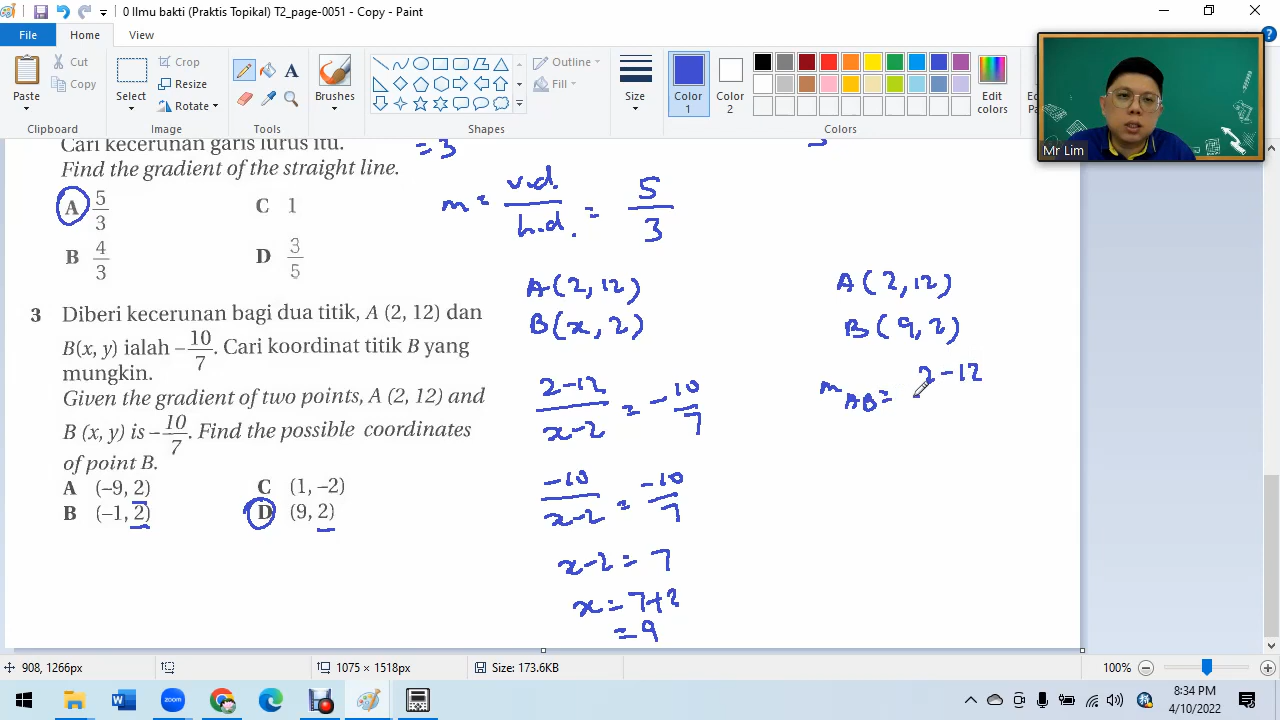 0 Ilmu bakti (Praktis Topikal) T2_page-0051 - Copy - Paint
File Home View
Paste
Cut
Copy
Clipboard
Select
Crop
Resize
Rotate
Image
A
Tools
Brushes
Shapes
Outline
Fill
Size
Color 1
Color 2
Edit colors
Colors
Mr Lim
Cari kecerunan garis lurus itu.
Find the gradient of the straight line.
A 5/3 C 1
B 4/3 D 3/5
= 3
m = v.d. / h.d. = 5/3
3 Diberi kecerunan bagi dua titik, A (2, 12) dan
B(x, y) ialah −10/7. Cari koordinat titik B yang
mungkin.
Given the gradient of two points, A (2, 12) and
B (x, y) is −10/7. Find the possible coordinates
of point B.
A (−9, 2) C (1, −2)
B (−1, 2) D (9, 2)
A(2, 12)
B(x, 2)
2−12 / x−2 = −10/7
−10 / x−2 = −10/7
x−2 = 7
x = 7+2
= 9
A(2, 12)
B(9, 2)
m AB = 2−12
908, 1266px
1075 × 1518px
Size: 173.6KB
100%
8:34 PM
4/10/2022